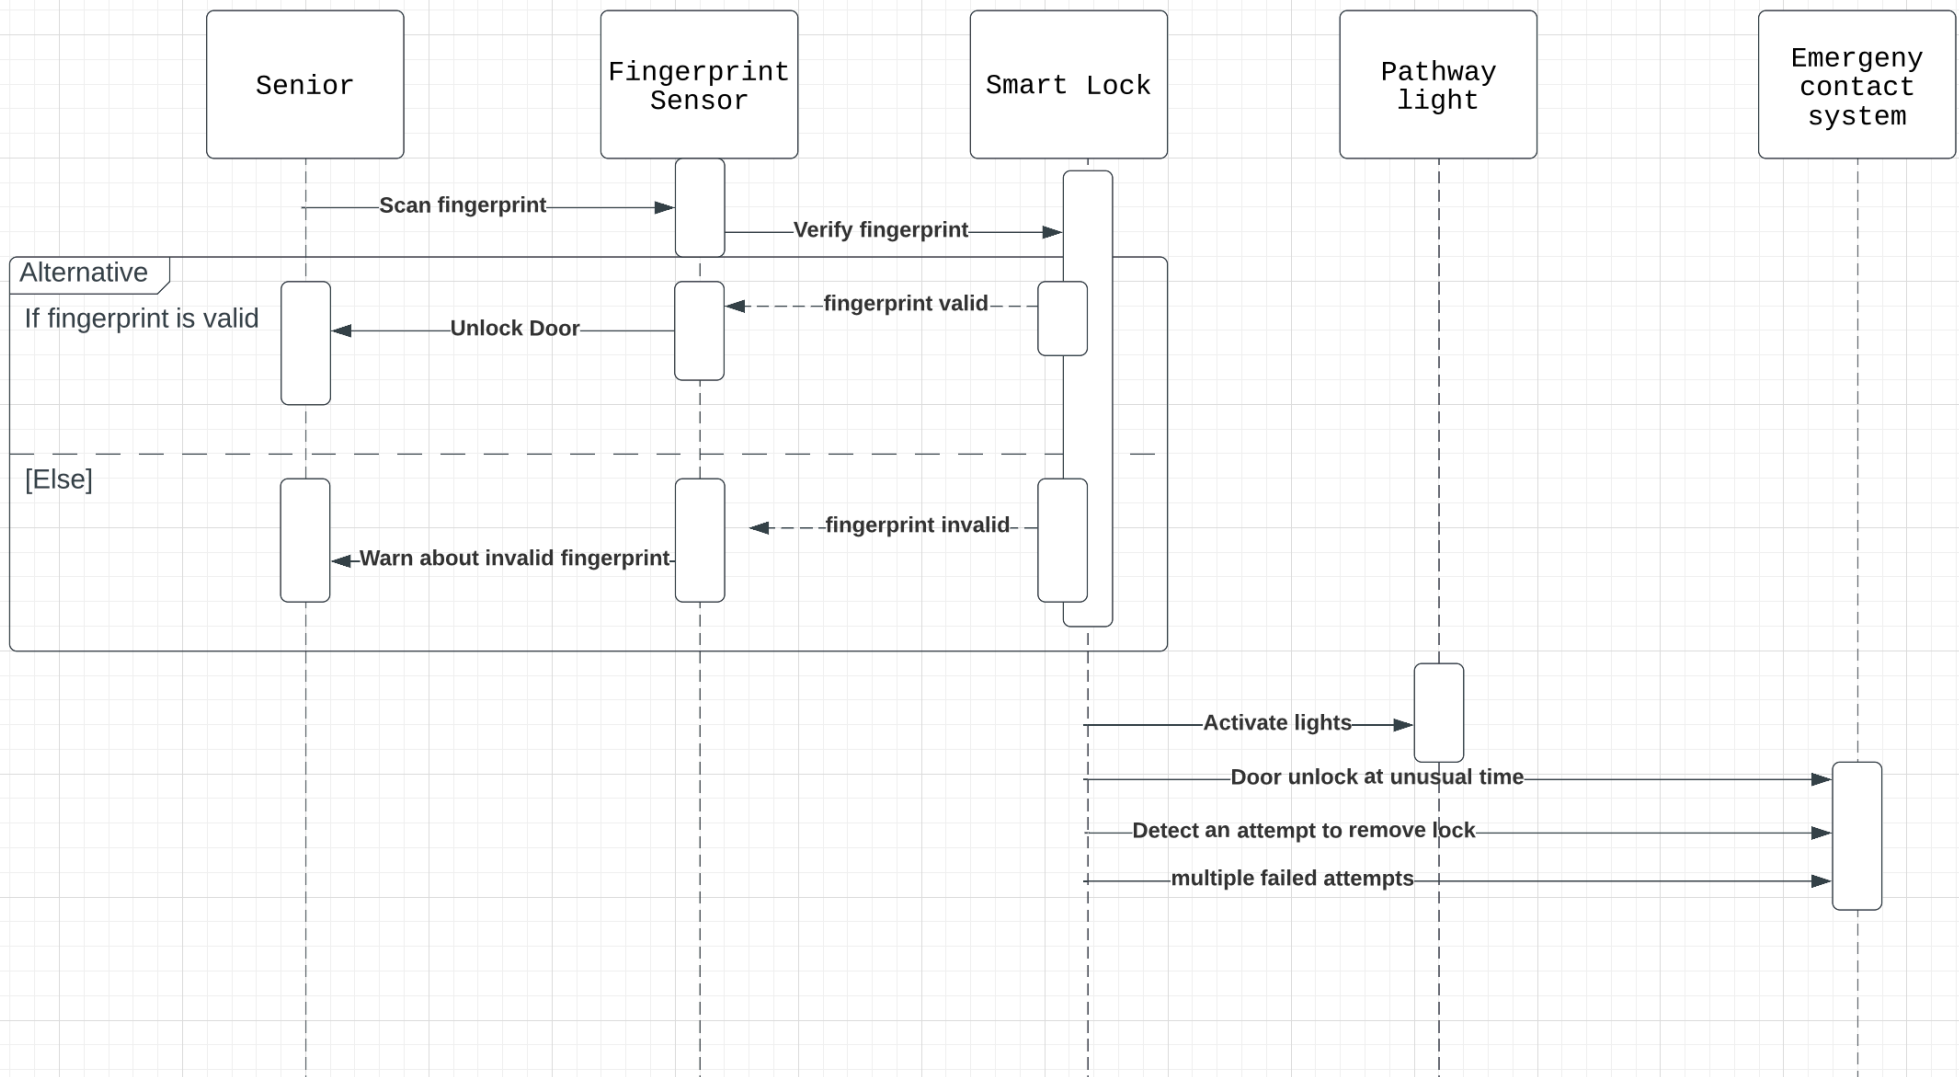 Senior
Fingerprint
Sensor
Smart Lock
Pathway
light
Emergeny
contact
system
Scan fingerprint
Verify fingerprint
Alternative
If fingerprint is valid
fingerprint valid
Unlock Door
[Else]
fingerprint invalid
Warn about invalid fingerprint
Activate lights
Door unlock at unusual time
Detect an attempt to remove lock
multiple failed attempts